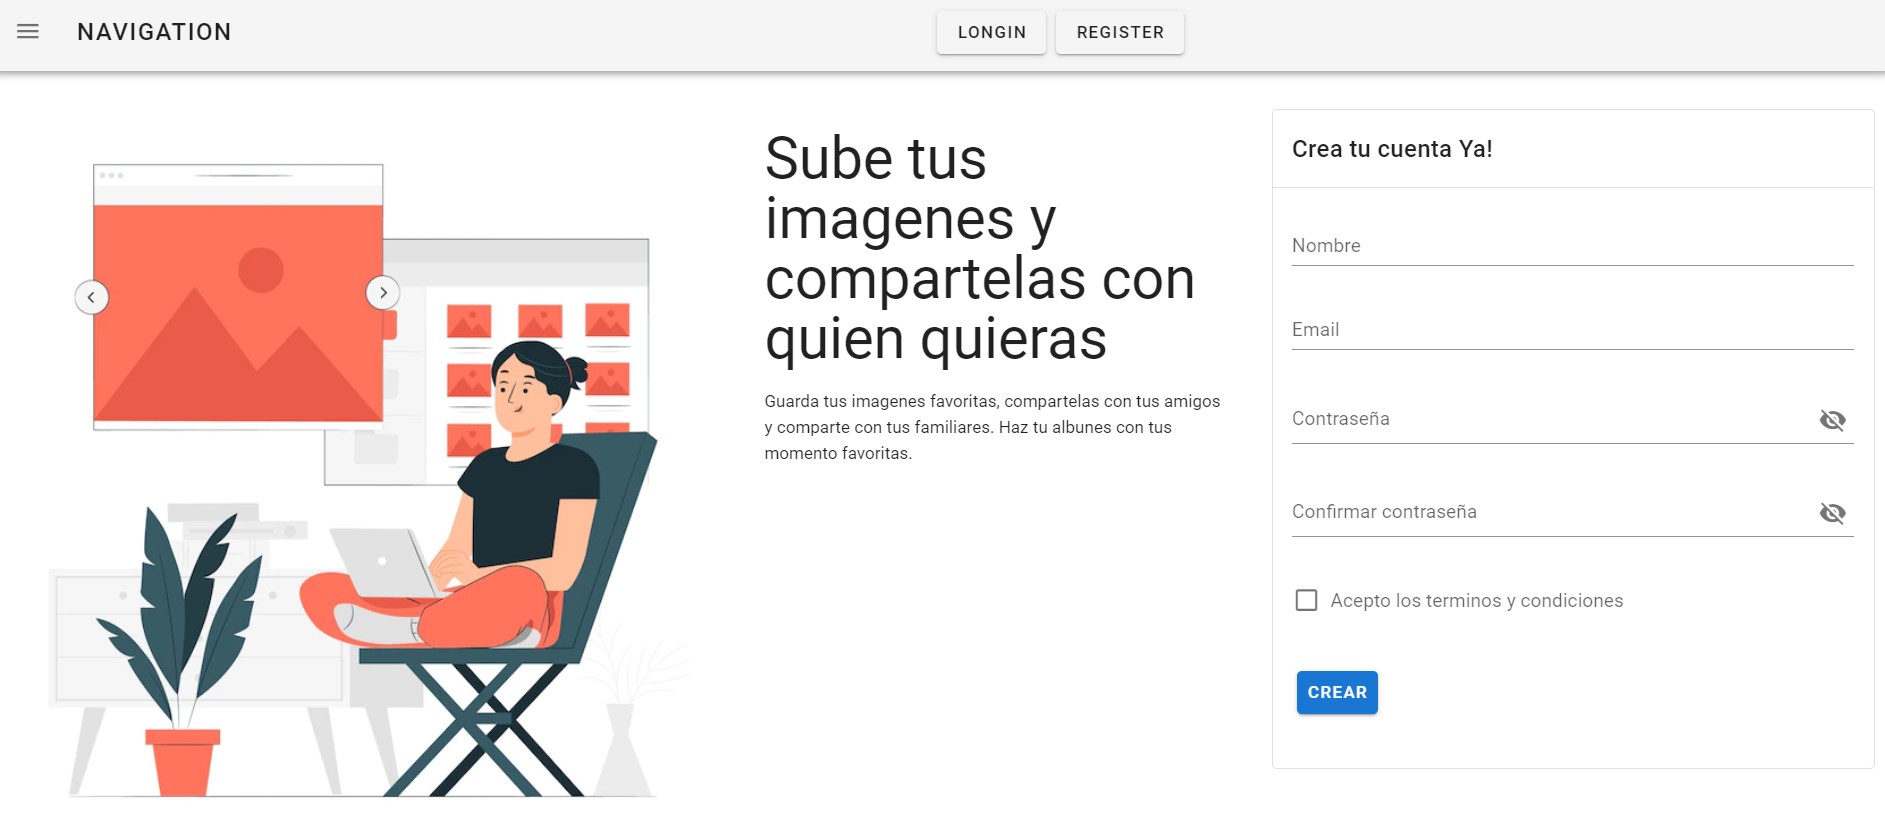 NAVIGATION
LONGIN
REGISTER
Sube tus
imagenes y
compartelas con
quien quieras
Guarda tus imagenes favoritas, compartelas con tus amigos
y comparte con tus familiares. Haz tu albunes con tus
momento favoritas.
Crea tu cuenta Ya!
Nombre
Email
Contraseña
Confirmar contraseña
Acepto los terminos y condiciones
CREAR